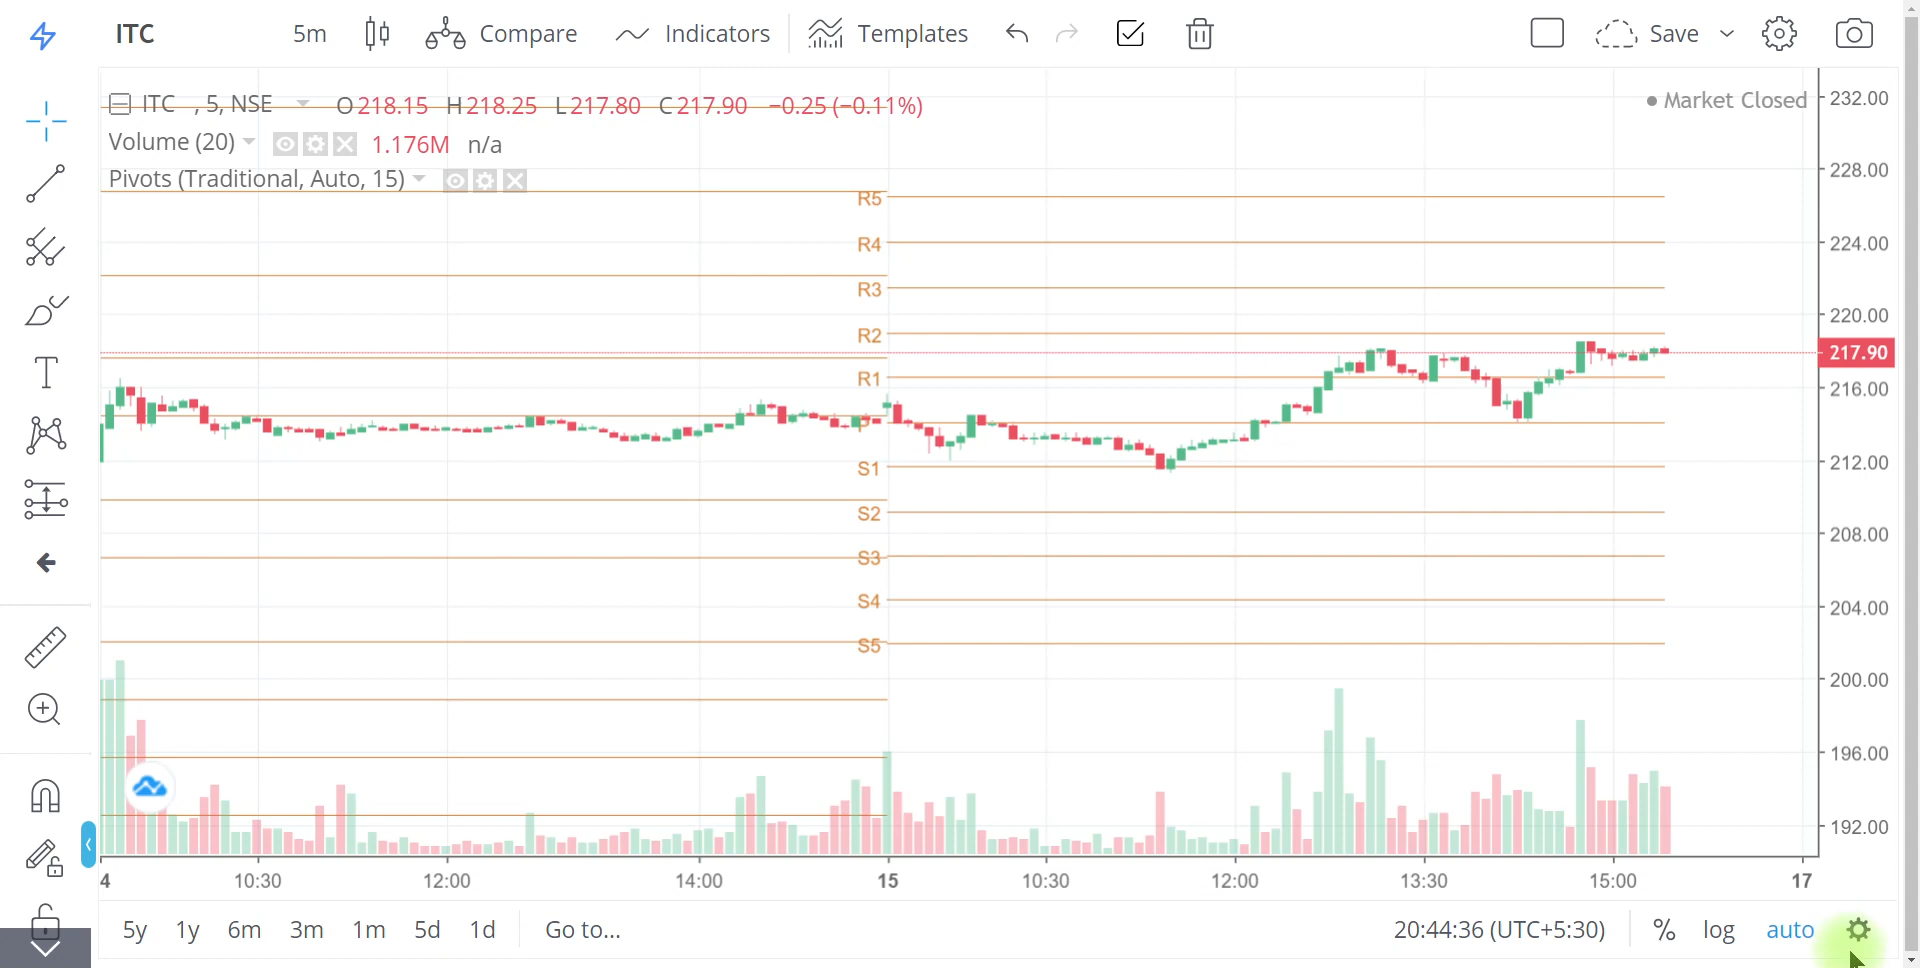 ITC 5m Compare Indicators Templates Save
ITC , 5, NSE O218.15 H218.25 L217.80 C217.90 −0.25 (−0.11%)
Market Closed
Volume (20) 1.176M n/a
Pivots (Traditional, Auto, 15)
R5
R4
R3
R2
R1
P
S1
S2
S3
S4
S5
232.00
228.00
224.00
220.00
217.90
216.00
212.00
208.00
204.00
200.00
196.00
192.00
4 10:30 12:00 14:00 15 10:30 12:00 13:30 15:00 17
5y 1y 6m 3m 1m 5d 1d Go to... 20:44:36 (UTC+5:30) % log auto